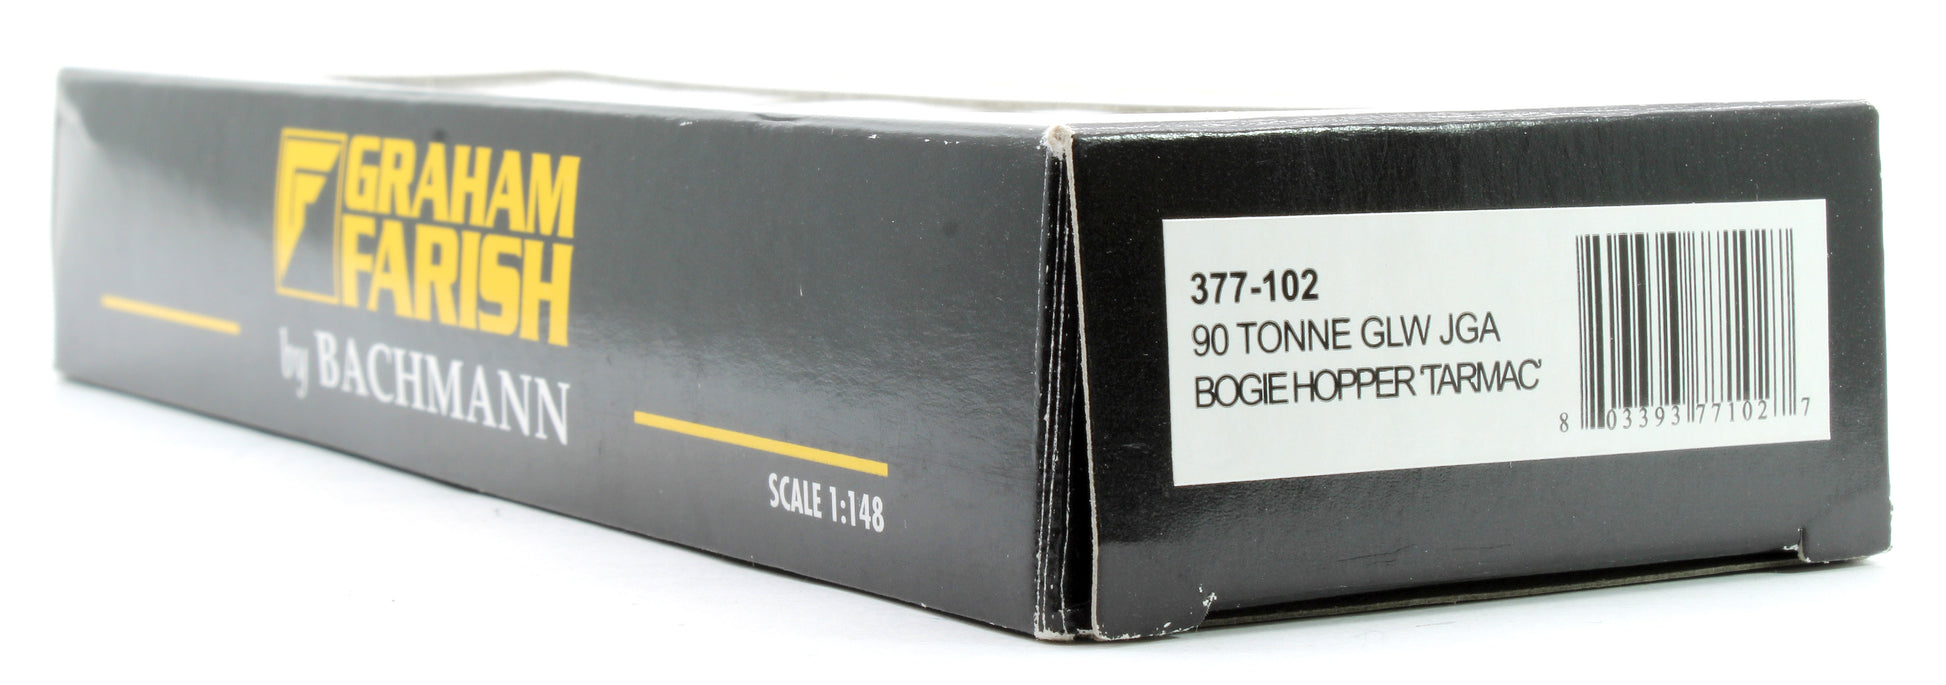 GRAHAM
FARISH
by BACHMANN
SCALE 1:148
377-102
90 TONNE GLW JGA
BOGIE HOPPER 'TARMAC'
8 03393 77102 7